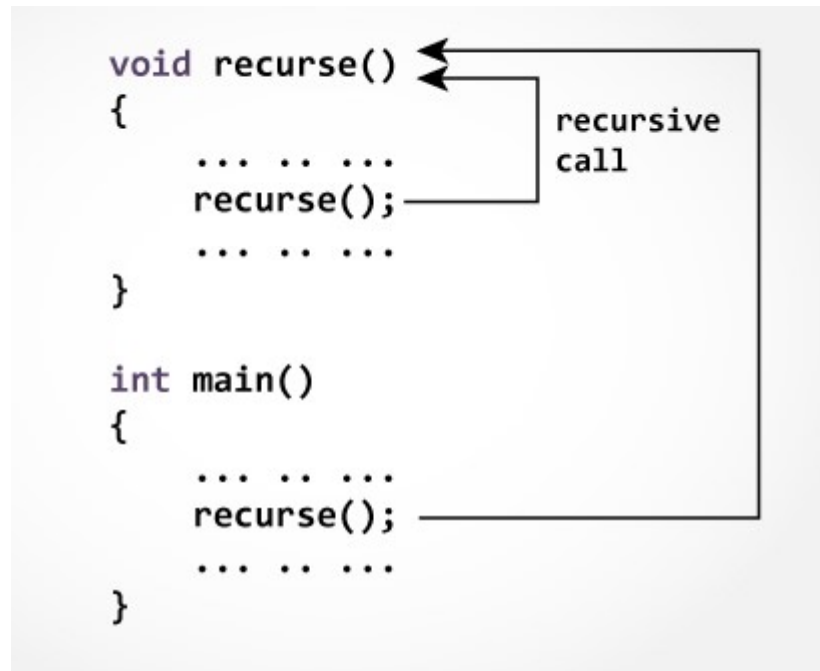 void recurse()
{
... .. ...
recurse();
... .. ...
}
recursive
call
int main()
{
... .. ...
recurse();
... .. ...
}